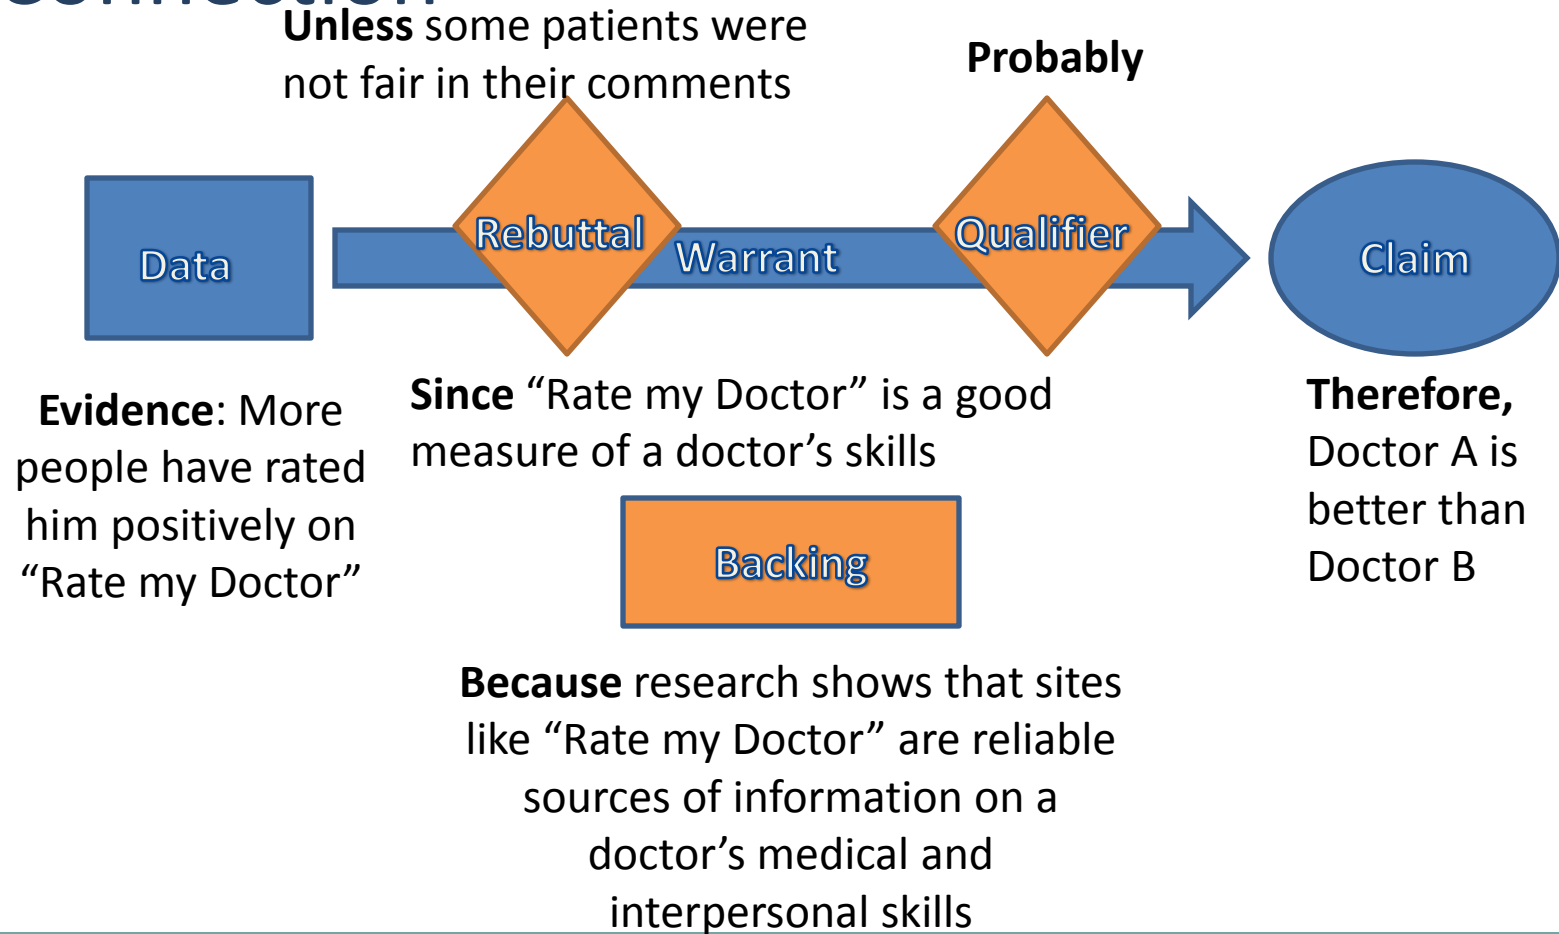 Unless some patients were
not fair in their comments
Probably
Rebuttal
Qualifier
Data
Warrant
Claim
Evidence: More
people have rated
him positively on
“Rate my Doctor”
Since “Rate my Doctor” is a good
measure of a doctor’s skills
Therefore,
Doctor A is
better than
Doctor B
Backing
Because research shows that sites
like “Rate my Doctor” are reliable
sources of information on a
doctor’s medical and
interpersonal skills